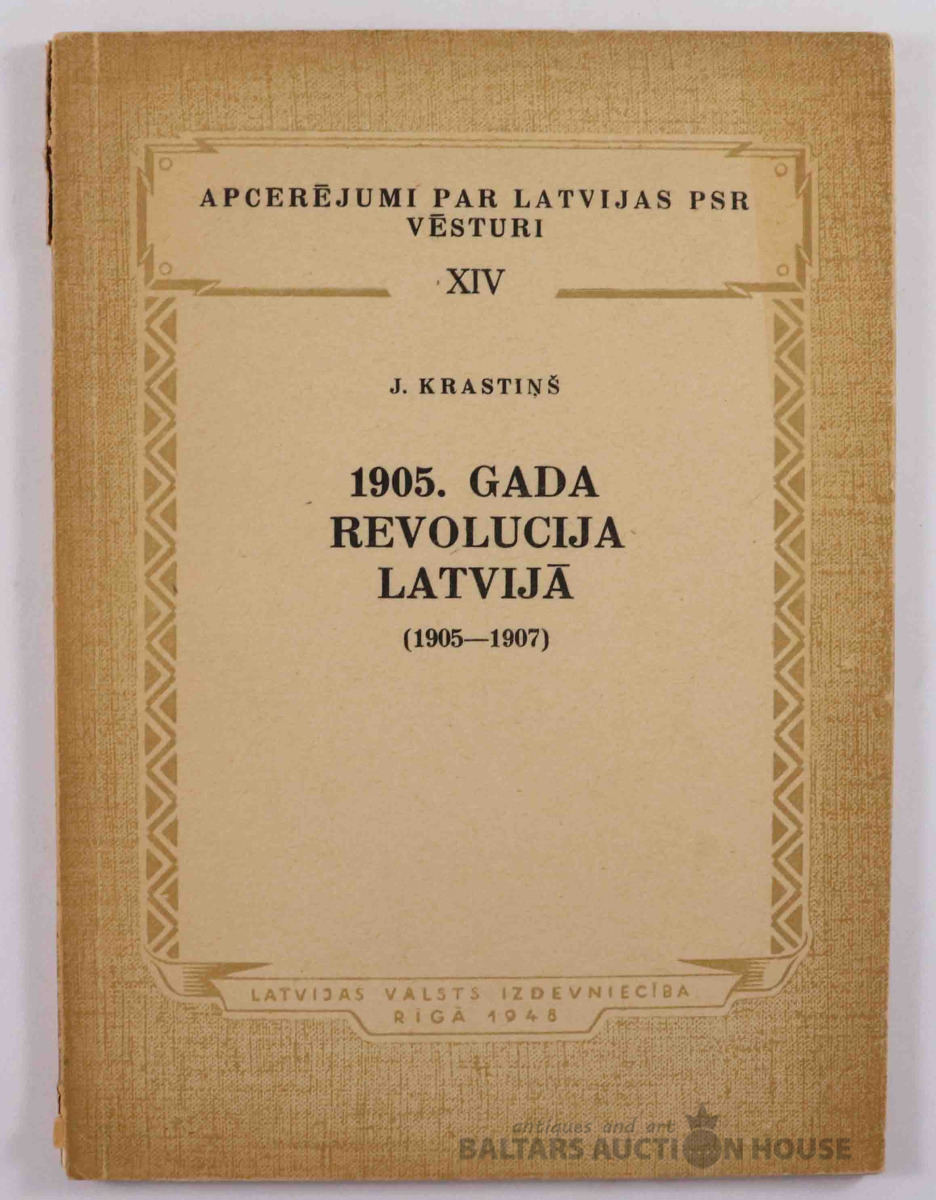 APCERĒJUMI PAR LATVIJAS PSR
VĒSTURI
XIV
J. KRASTIŅŠ
1905. GADA
REVOLUCIJA
LATVIJĀ
(1905—1907)
LATVIJAS VALSTS IZDEVNIECĪBA
RĪGĀ 1948
antiques and art
BALTARS AUCTION HOUSE